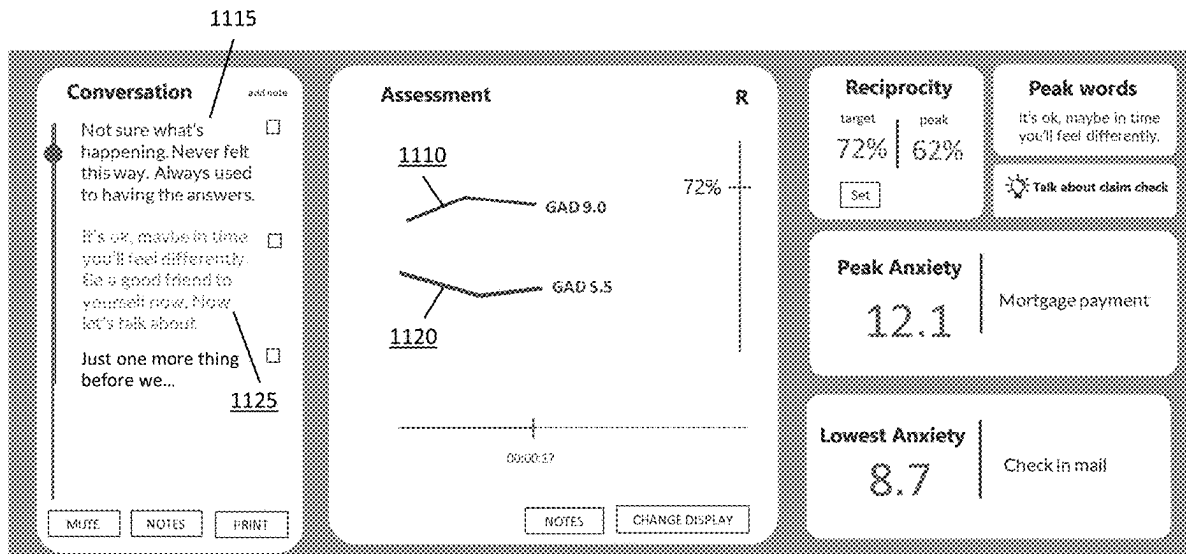 1115
Conversation
add note
Not sure what's
happening. Never felt
this way. Always used
to having the answers.
It's ok, maybe in time
you'll feel differently
Be a good friend to
yourself now. Now
let's talk about
Just one more thing
before we...
1125
MUTE
NOTES
PRINT
Assessment
R
1110
GAD 9.0
72%
GAD 5.5
1120
00:00:27
NOTES
CHANGE DISPLAY
Reciprocity
target
peak
72%
62%
Set
Peak words
It's ok, maybe in time
you'll feel differently.
Talk about claim check
Peak Anxiety
12.1
Mortgage payment
Lowest Anxiety
8.7
Check in mail